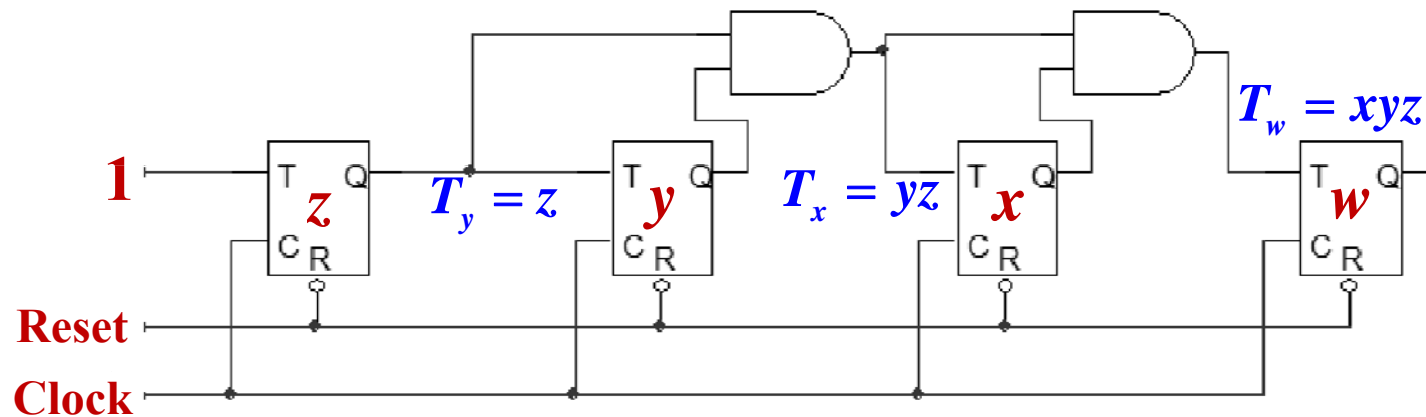 T_w = xyz
1
T Q
z
C R
T_y = z
T Q
y
C R
T_x = yz
T Q
x
C R
T Q
w
C R
Reset
Clock